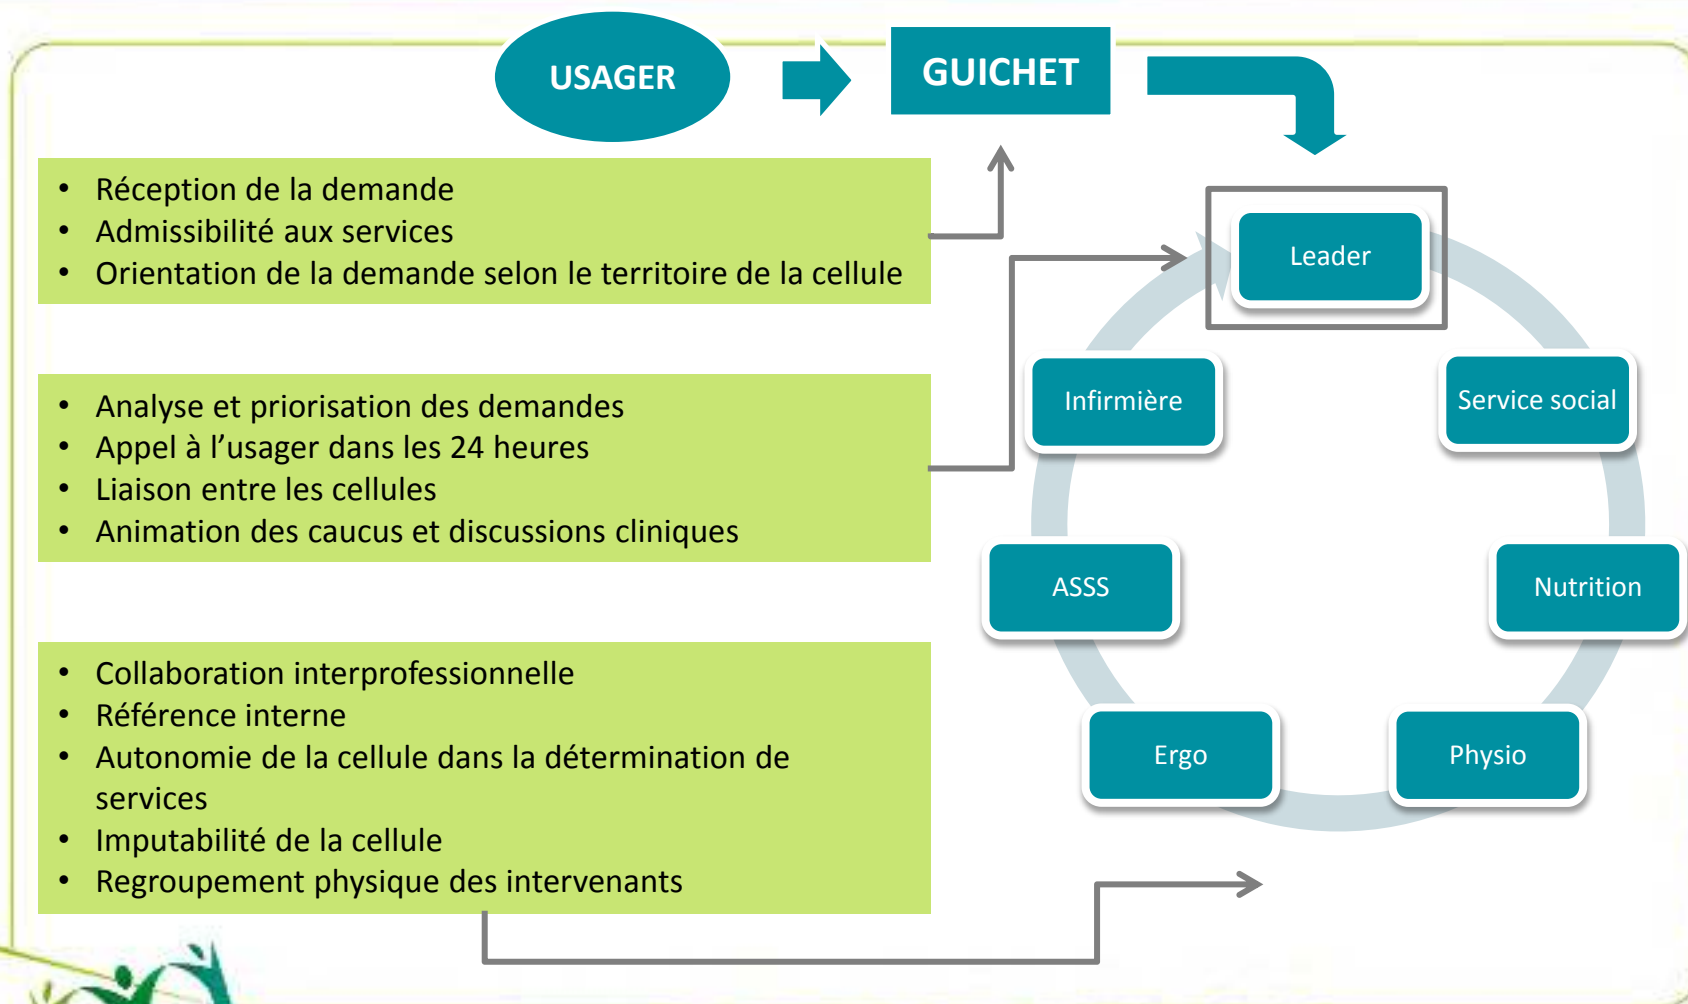 USAGER
GUICHET
• Réception de la demande
• Admissibilité aux services
• Orientation de la demande selon le territoire de la cellule
• Analyse et priorisation des demandes
• Appel à l’usager dans les 24 heures
• Liaison entre les cellules
• Animation des caucus et discussions cliniques
• Collaboration interprofessionnelle
• Référence interne
• Autonomie de la cellule dans la détermination de
services
• Imputabilité de la cellule
• Regroupement physique des intervenants
Leader
Service social
Nutrition
Physio
Ergo
ASSS
Infirmière